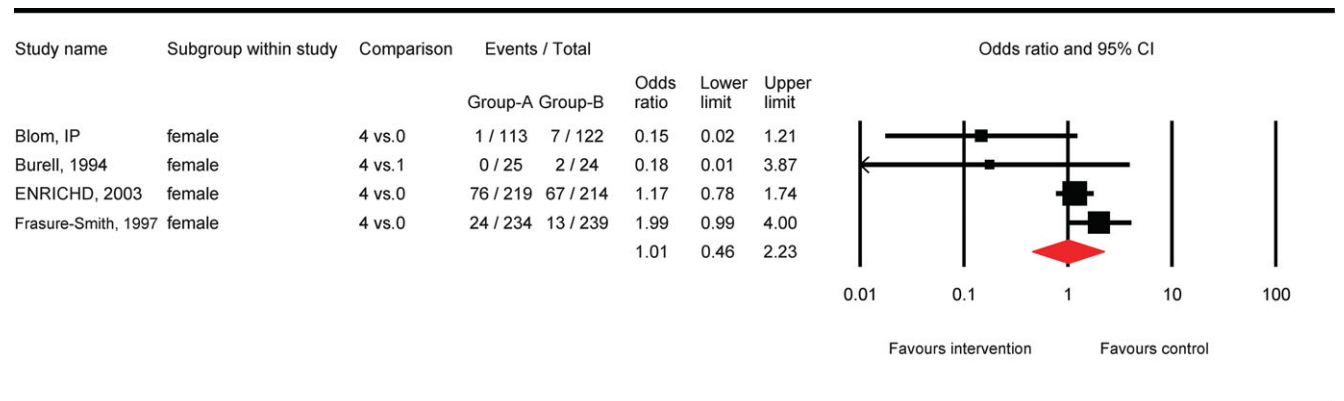 Study name Subgroup within study Comparison Events / Total Odds ratio and 95% CI
Odds Lower Upper
Group-A Group-B ratio limit limit
Blom, IP female 4 vs.0 1 / 113 7 / 122 0.15 0.02 1.21
Burell, 1994 female 4 vs.1 0 / 25 2 / 24 0.18 0.01 3.87
ENRICHD, 2003 female 4 vs.0 76 / 219 67 / 214 1.17 0.78 1.74
Frasure-Smith, 1997 female 4 vs.0 24 / 234 13 / 239 1.99 0.99 4.00
1.01 0.46 2.23
0.01 0.1 1 10 100
Favours intervention Favours control